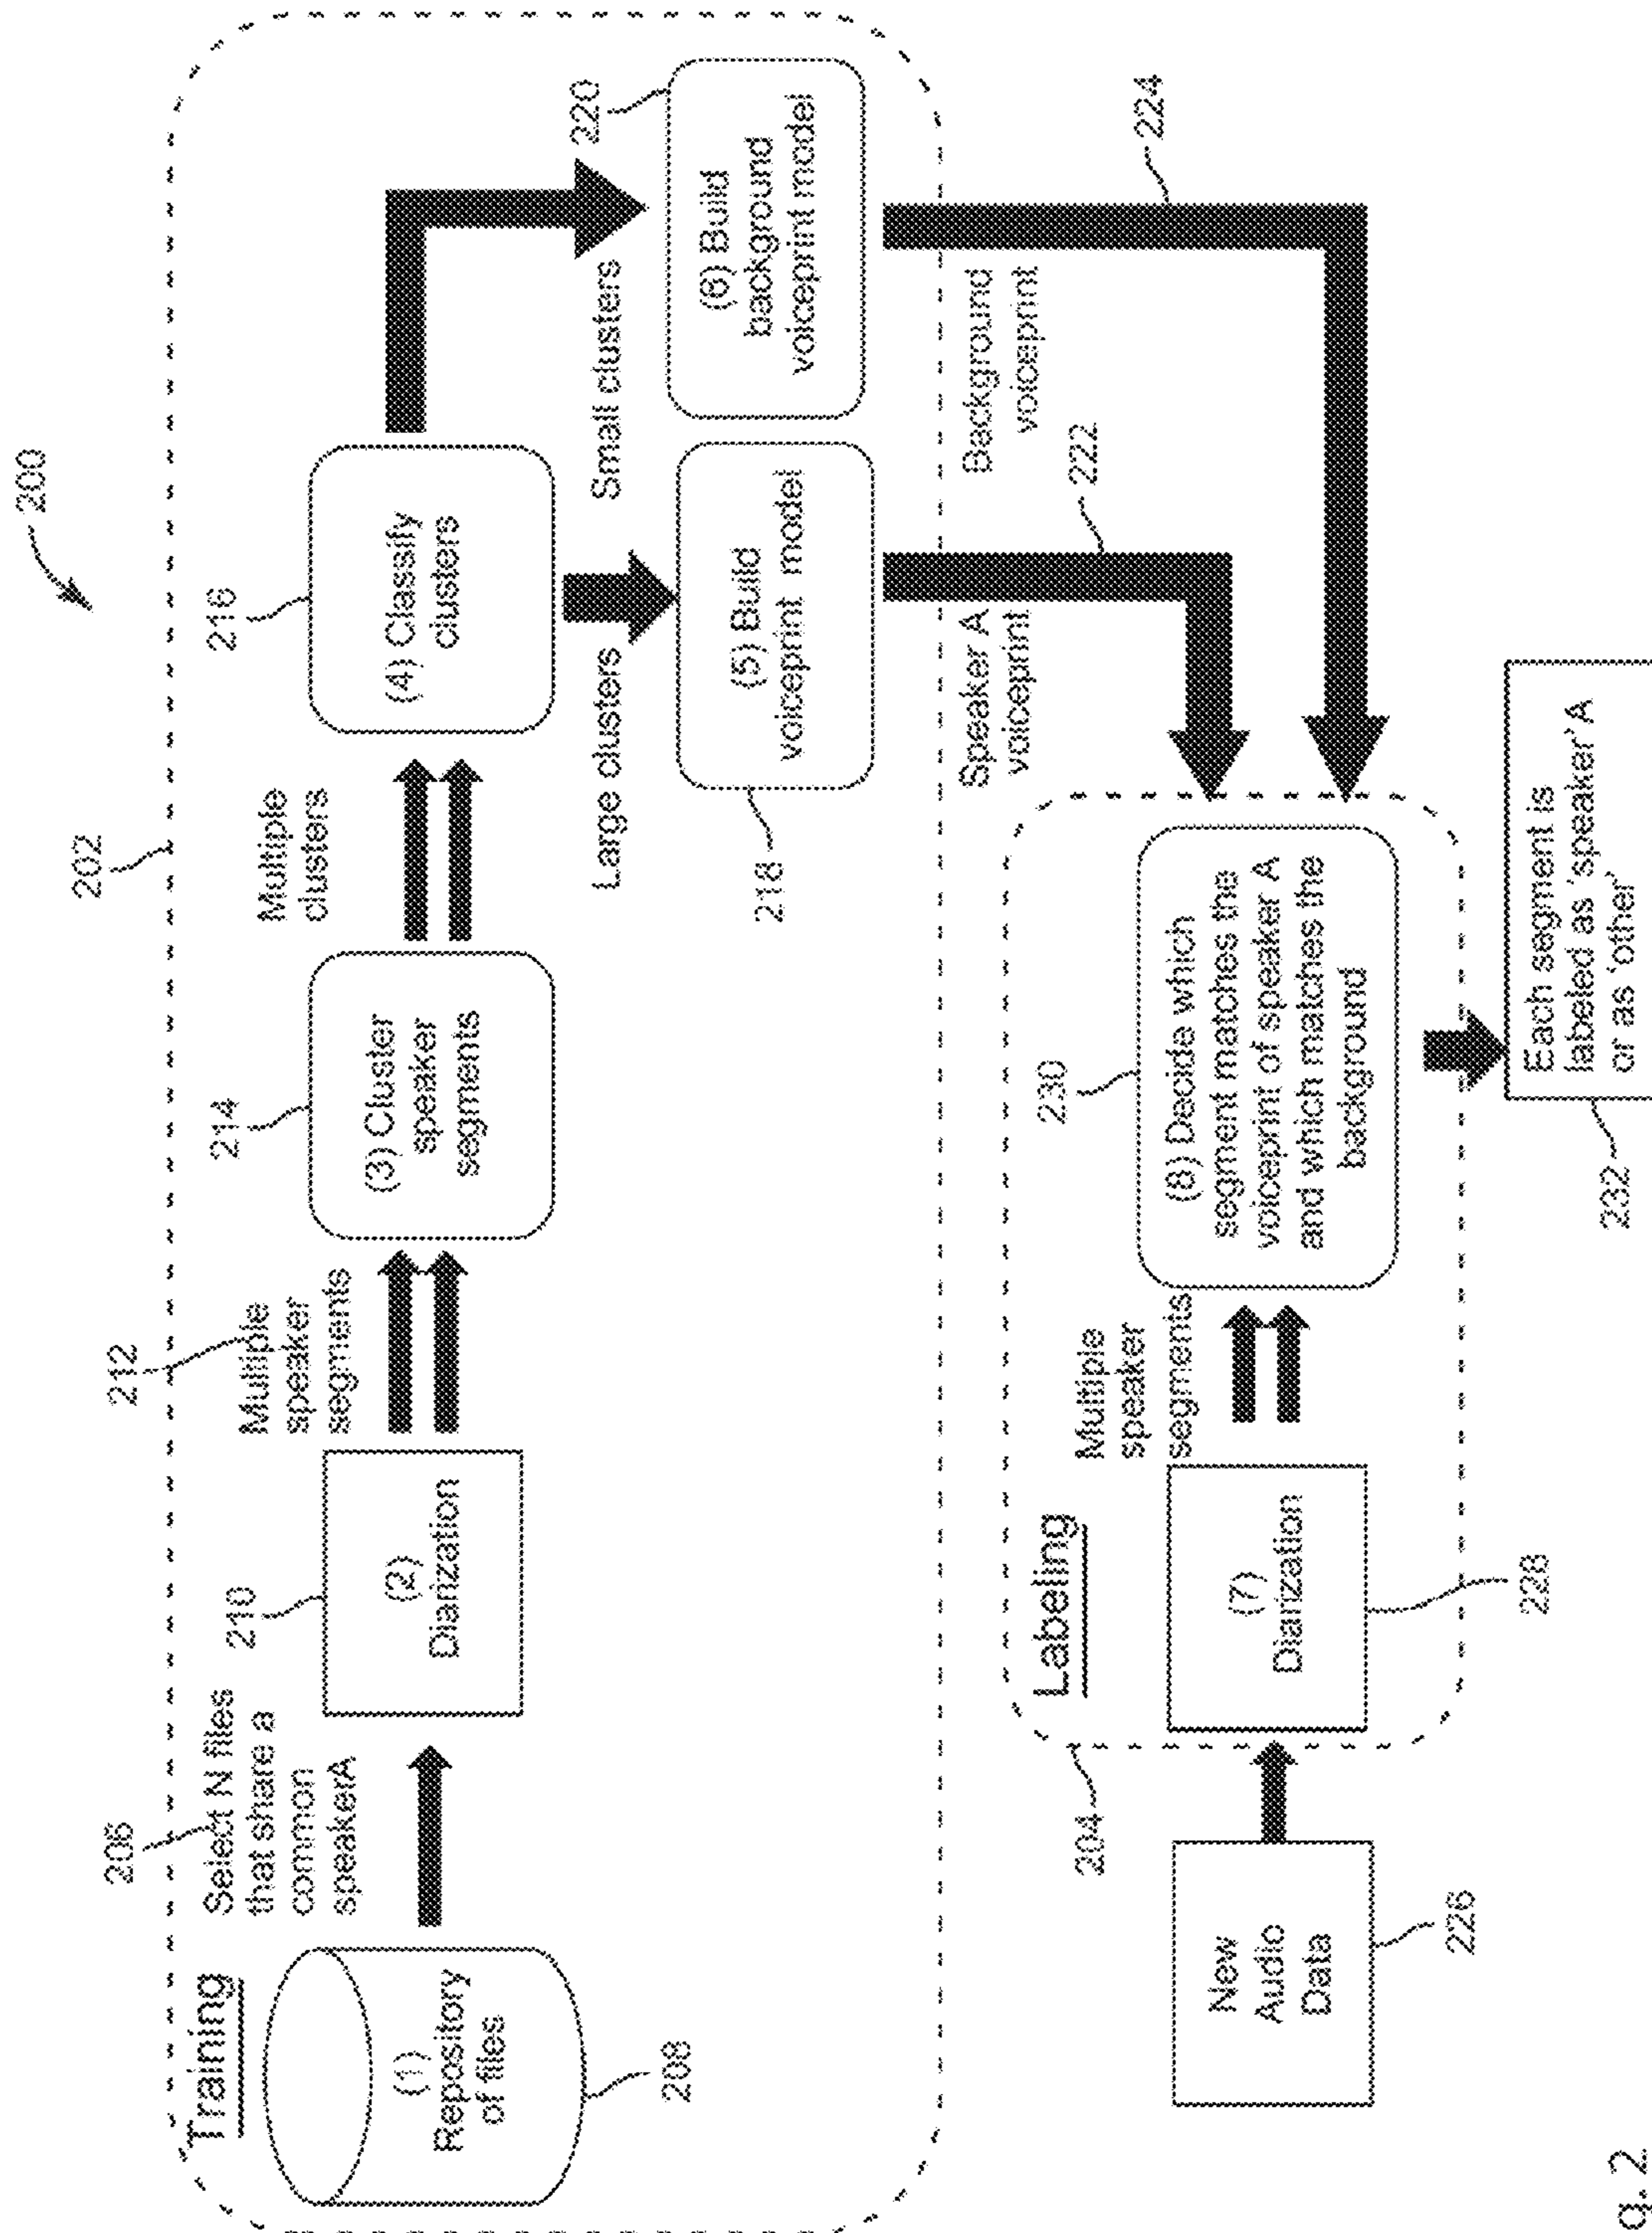 200
202
Training
206
Select N files
that share a
common
speakerA
(1)
Repository
of files
208
210
(2)
Diarization
212
Multiple
speaker
segments
214
(3) Cluster
speaker
segments
Multiple
clusters
216
(4) Classify
clusters
Large clusters
Small clusters
218
(5) Build
voiceprint model
220
(6) Build
background
voiceprint model
Speaker A
voiceprint
222
Background
voiceprint
224
204
Labeling
New
Audio
Data
226
(7)
Diarization
228
Multiple
speaker
segments
230
(8) Decide which
segment matches the
voiceprint of speaker A
and which matches the
background
232
Each segment is
labeled as 'speaker' A
or as 'other'
g. 2